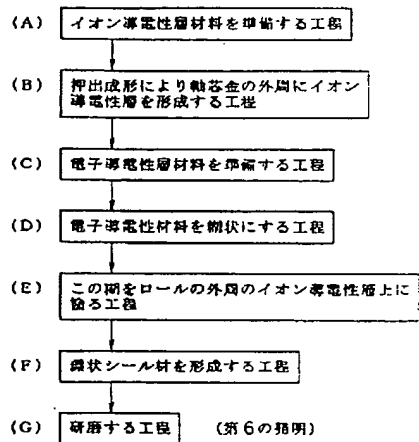 (A) イオン導電性層材料を準備する工程
(B) 押出成形により軸芯金の外周にイオン
導電性層を形成する工程
(C) 電子導電性層材料を準備する工程
(D) 電子導電性材料を糊状にする工程
(E) この糊をロールの外周のイオン導電性層上に
塗る工程
(F) 環状シール材を形成する工程
(G) 研磨する工程 (第6の発明)